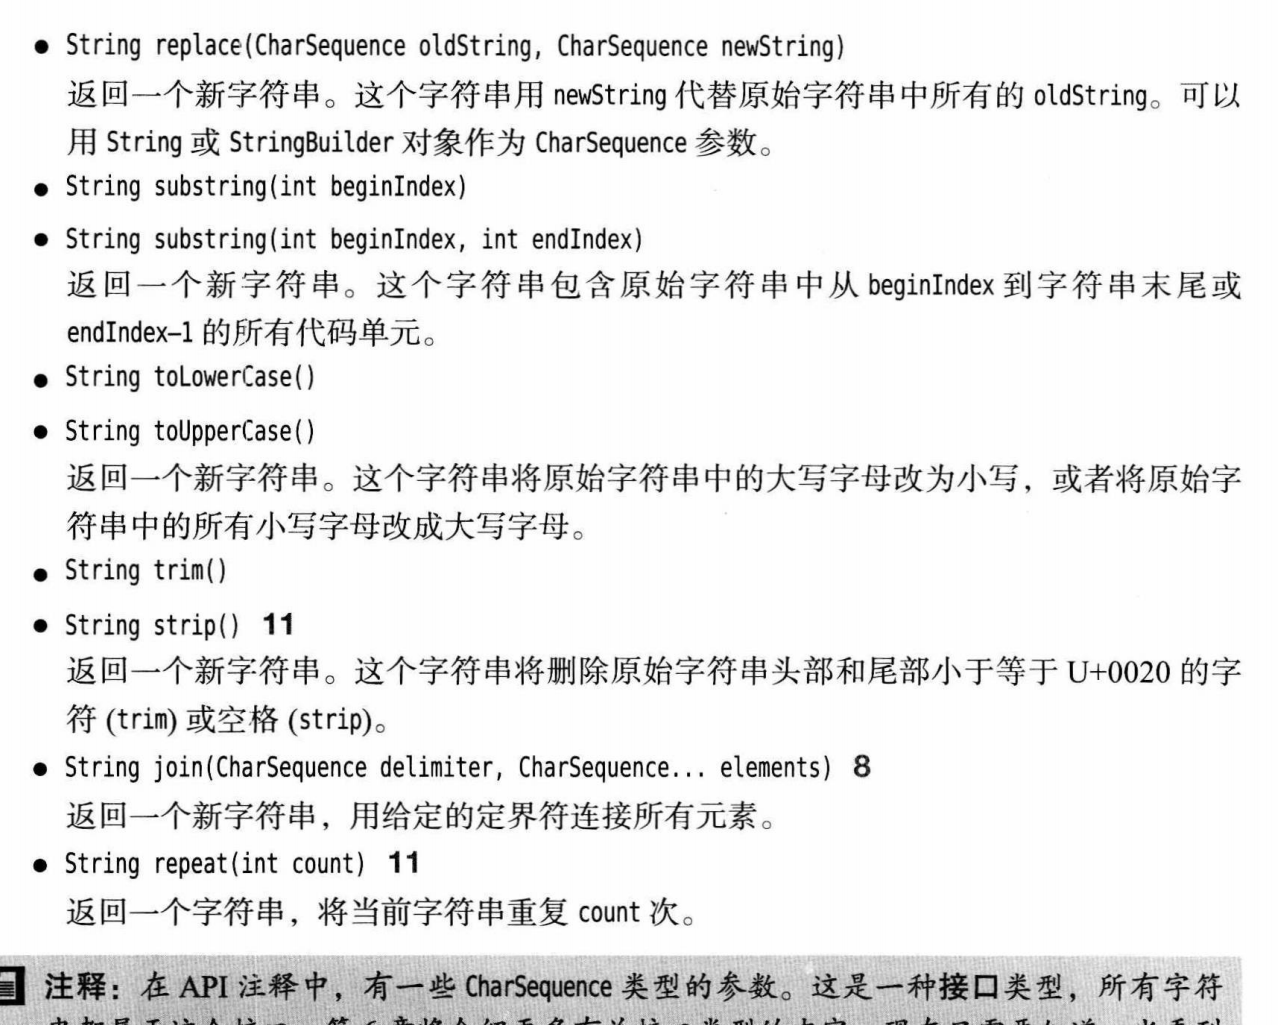 ● String replace(CharSequence oldString, CharSequence newString)
返回一个新字符串。这个字符串用 newString 代替原始字符串中所有的 oldString。可以
用 String 或 StringBuilder 对象作为 CharSequence 参数。
● String substring(int beginIndex)
● String substring(int beginIndex, int endIndex)
返回一个新字符串。这个字符串包含原始字符串中从 beginIndex 到字符串末尾或
endIndex–1 的所有代码单元。
● String toLowerCase()
● String toUpperCase()
返回一个新字符串。这个字符串将原始字符串中的大写字母改为小写，或者将原始字
符串中的所有小写字母改成大写字母。
● String trim()
● String strip() 11
返回一个新字符串。这个字符串将删除原始字符串头部和尾部小于等于 U+0020 的字
符 (trim) 或空格 (strip)。
● String join(CharSequence delimiter, CharSequence... elements) 8
返回一个新字符串，用给定的定界符连接所有元素。
● String repeat(int count) 11
返回一个字符串，将当前字符串重复 count 次。
注释：在 API 注释中，有一些 CharSequence 类型的参数。这是一种接口类型，所有字符